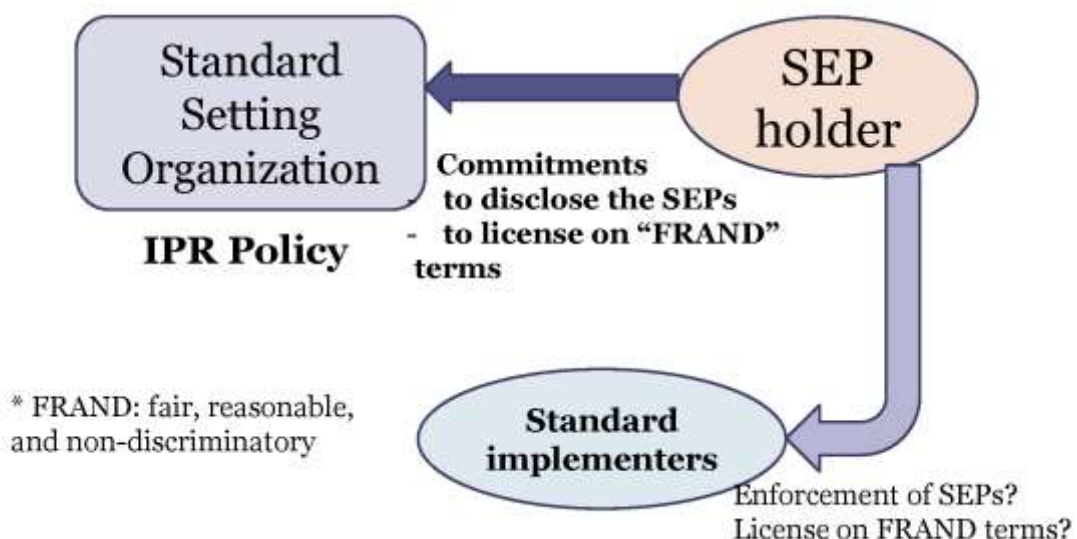 Standard
Setting
Organization
SEP
holder
Commitments
- to disclose the SEPs
- to license on “FRAND”
terms
IPR Policy
* FRAND: fair, reasonable,
and non-discriminatory
Standard
implementers
Enforcement of SEPs?
License on FRAND terms?